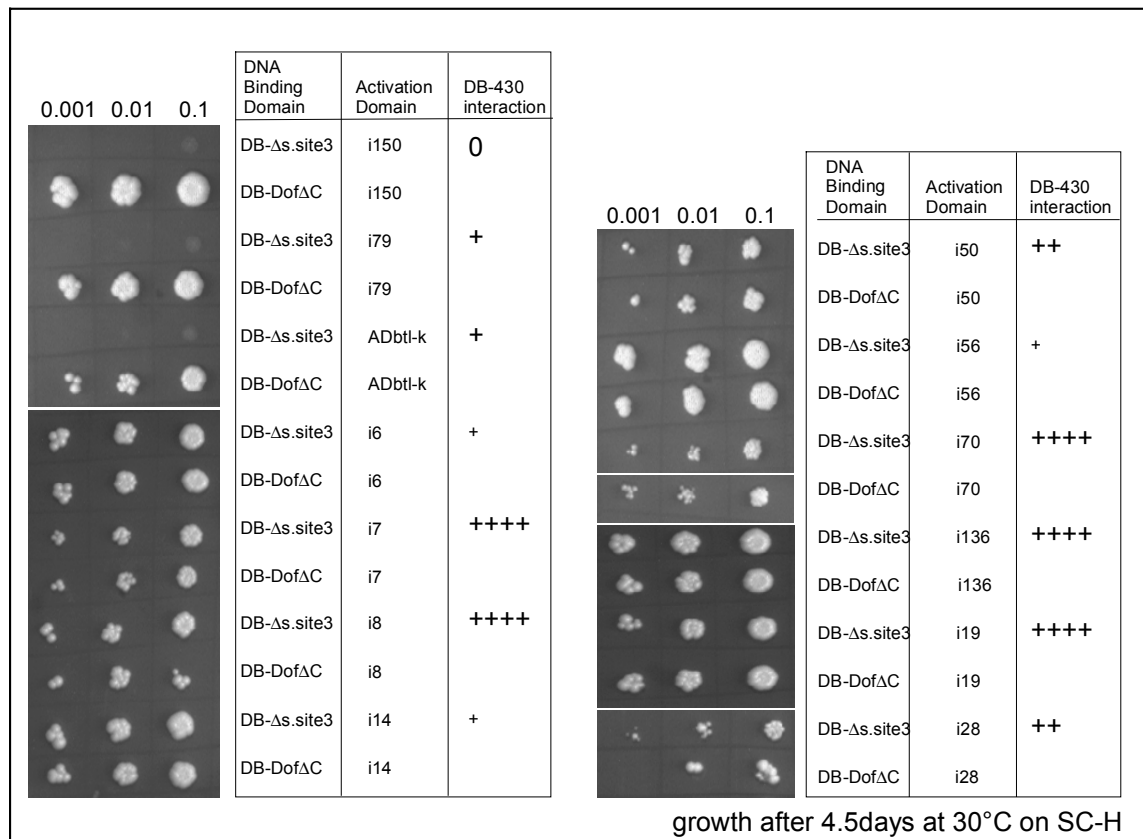 0.001 0.01 0.1
DNA Binding Domain Activation Domain DB-430 interaction
DB-Δs.site3 i150 0
DB-DofΔC i150
DB-Δs.site3 i79 +
DB-DofΔC i79
DB-Δs.site3 ADbtl-k +
DB-DofΔC ADbtl-k
DB-Δs.site3 i6 +
DB-DofΔC i6
DB-Δs.site3 i7 ++++
DB-DofΔC i7
DB-Δs.site3 i8 ++++
DB-DofΔC i8
DB-Δs.site3 i14 +
DB-DofΔC i14
0.001 0.01 0.1
DNA Binding Domain Activation Domain DB-430 interaction
DB-Δs.site3 i50 ++
DB-DofΔC i50
DB-Δs.site3 i56 +
DB-DofΔC i56
DB-Δs.site3 i70 ++++
DB-DofΔC i70
DB-Δs.site3 i136 ++++
DB-DofΔC i136
DB-Δs.site3 i19 ++++
DB-DofΔC i19
DB-Δs.site3 i28 ++
DB-DofΔC i28
growth after 4.5days at 30°C on SC-H